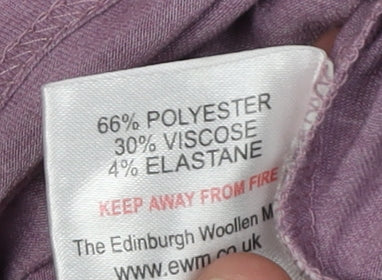 66% POLYESTER
30% VISCOSE
4% ELASTANE
KEEP AWAY FROM FIRE
The Edinburgh Woollen M
www.ewm.co.uk